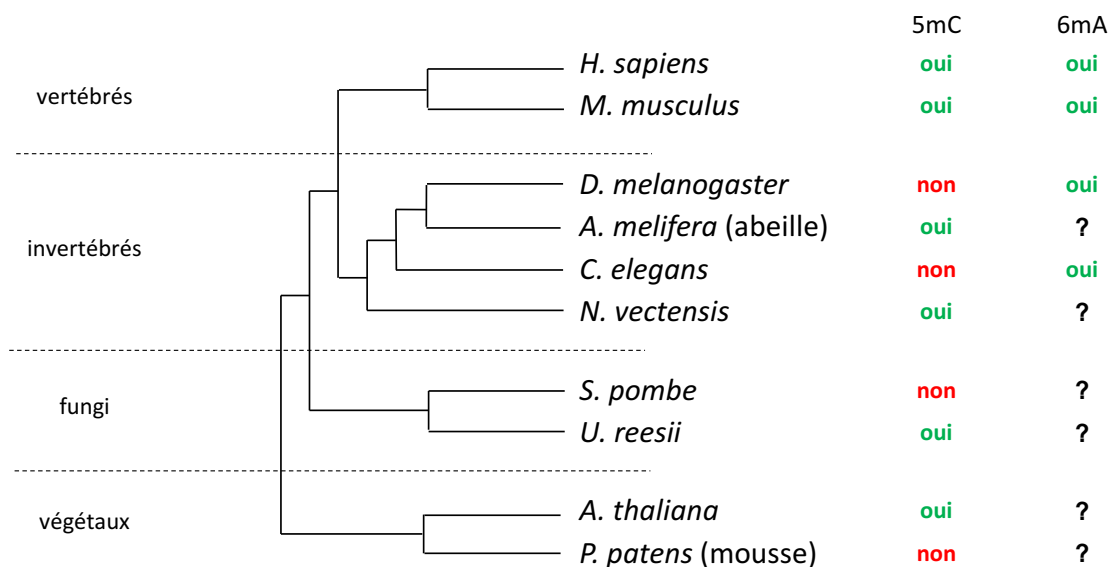 5mC 6mA
H. sapiens oui oui
vertébrés
M. musculus oui oui
D. melanogaster non oui
A. melifera (abeille) oui ?
invertébrés
C. elegans non oui
N. vectensis oui ?
S. pombe non ?
fungi
U. reesii oui ?
A. thaliana oui ?
végétaux
P. patens (mousse) non ?